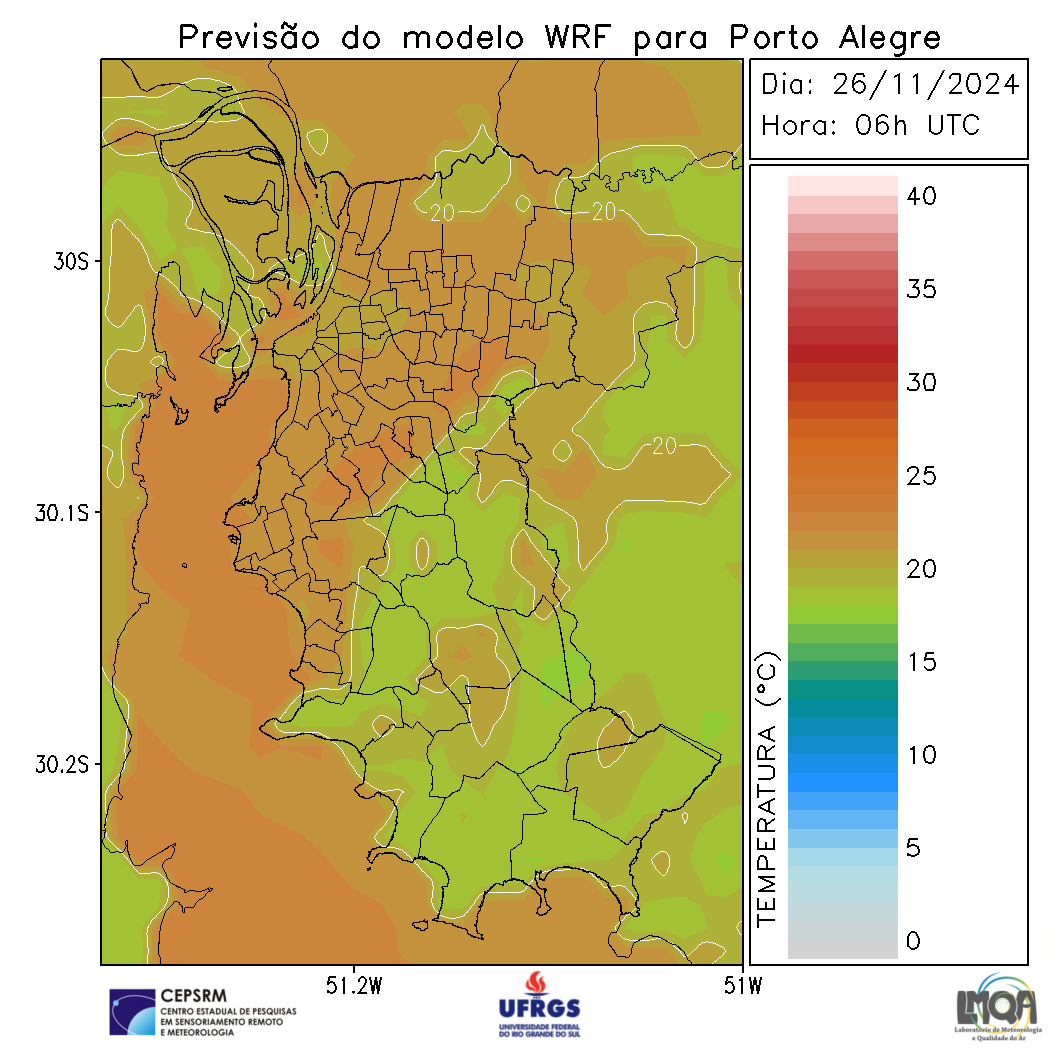 Previsão do modelo WRF para Porto Alegre
Dia: 26/11/2024
Hora: 06h UTC
40
35
30
25
20
15
10
5
0
TEMPERATURA (°C)
20
20
20
30S
30.1S
30.2S
51.2W
51W
CEPSRM
CENTRO ESTADUAL DE PESQUISAS
EM SENSORIAMENTO REMOTO
E METEOROLOGIA
UFRGS
UNIVERSIDADE FEDERAL
DO RIO GRANDE DO SUL
LMQA
Laboratório de Meteorologia
e Qualidade do Ar